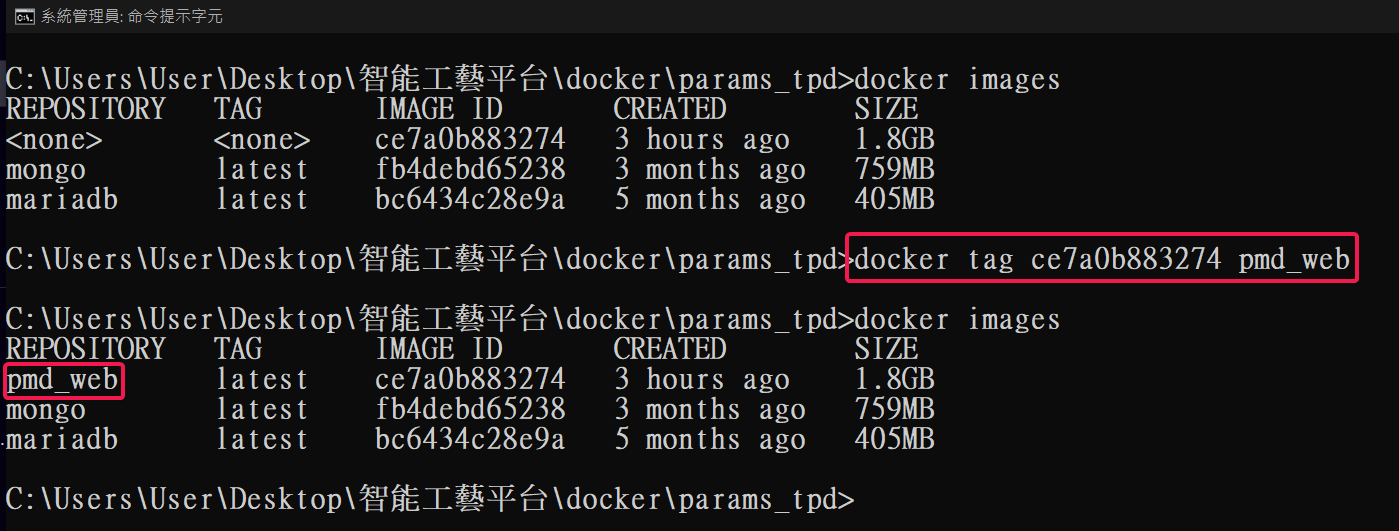 系統管理員: 命令提示字元
C:\Users\User\Desktop\智能工藝平台\docker\params_tpd>docker images
REPOSITORY TAG IMAGE ID CREATED SIZE
<none> <none> ce7a0b883274 3 hours ago 1.8GB
mongo latest fb4debd65238 3 months ago 759MB
mariadb latest bc6434c28e9a 5 months ago 405MB
C:\Users\User\Desktop\智能工藝平台\docker\params_tpd>docker tag ce7a0b883274 pmd_web
C:\Users\User\Desktop\智能工藝平台\docker\params_tpd>docker images
REPOSITORY TAG IMAGE ID CREATED SIZE
pmd_web latest ce7a0b883274 3 hours ago 1.8GB
mongo latest fb4debd65238 3 months ago 759MB
mariadb latest bc6434c28e9a 5 months ago 405MB
C:\Users\User\Desktop\智能工藝平台\docker\params_tpd>